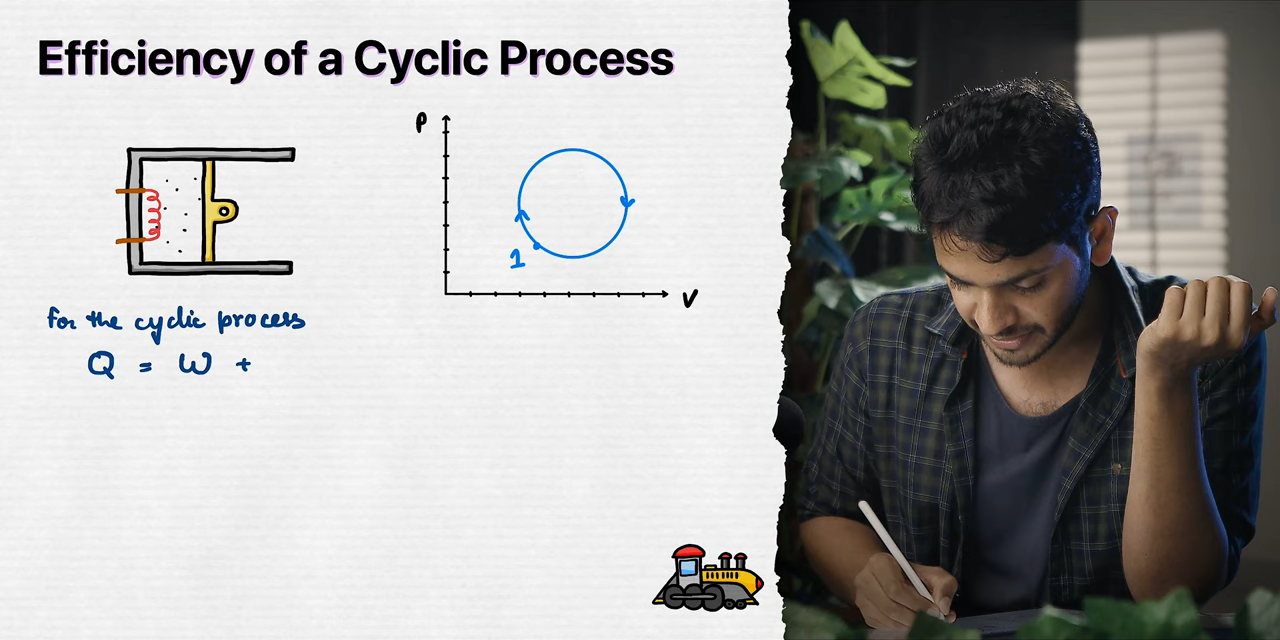 Efficiency of a Cyclic Process
P
1
V
for the cyclic process
Q = W +